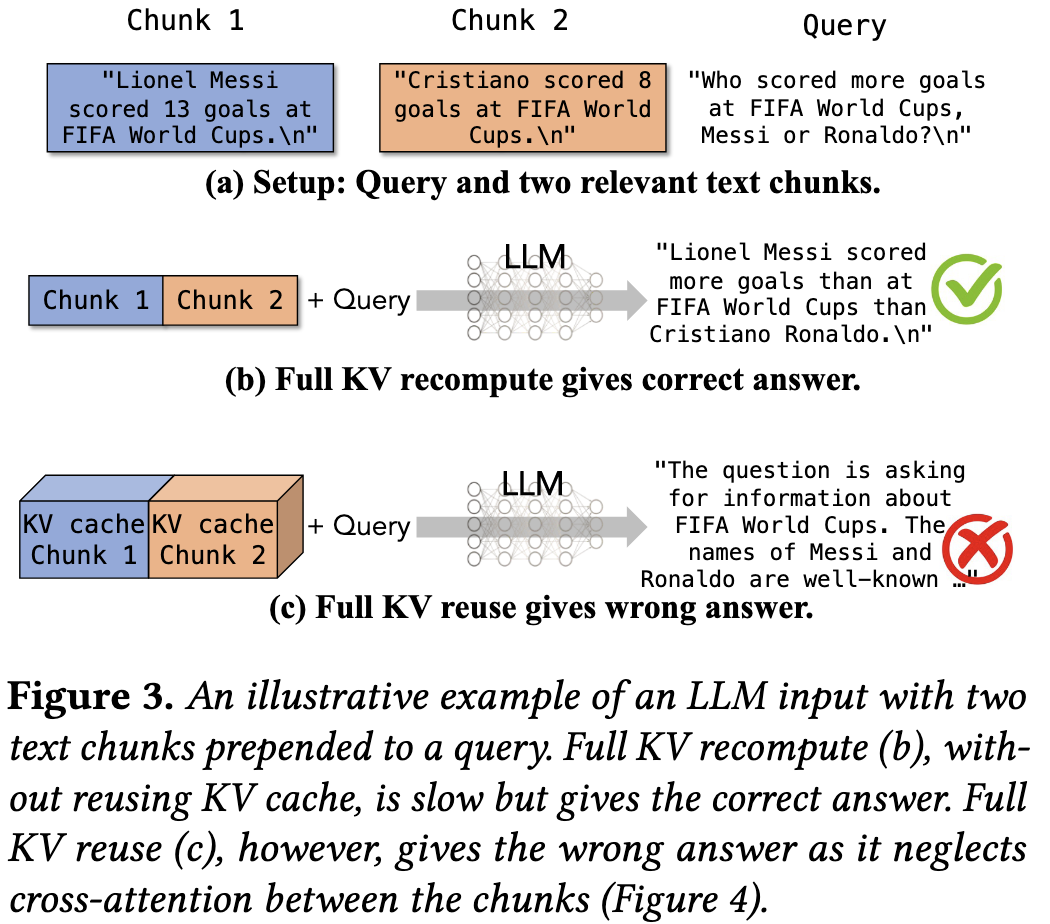 Chunk 1
Chunk 2
Query
"Lionel Messi
scored 13 goals at
FIFA World Cups.\n"
"Cristiano scored 8
goals at FIFA World
Cups.\n"
"Who scored more goals
at FIFA World Cups,
Messi or Ronaldo?\n"
(a) Setup: Query and two relevant text chunks.
Chunk 1
Chunk 2
+ Query
LLM
"Lionel Messi scored
more goals than at
FIFA World Cups than
Cristiano Ronaldo.\n"
(b) Full KV recompute gives correct answer.
KV cache
Chunk 1
KV cache
Chunk 2
+ Query
LLM
"The question is asking
for information about
FIFA World Cups. The
names of Messi and
Ronaldo are well-known …"
(c) Full KV reuse gives wrong answer.
Figure 3. An illustrative example of an LLM input with two
text chunks prepended to a query. Full KV recompute (b), with-
out reusing KV cache, is slow but gives the correct answer. Full
KV reuse (c), however, gives the wrong answer as it neglects
cross-attention between the chunks (Figure 4).